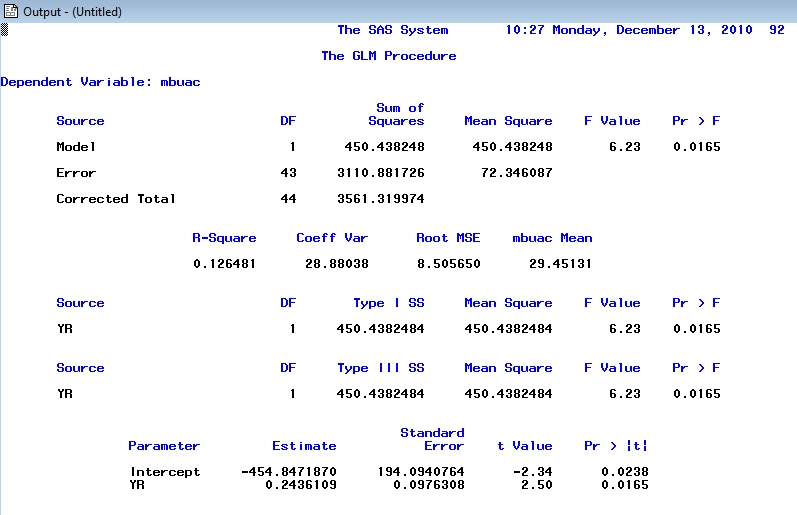 Output - (Untitled)
The SAS System 10:27 Monday, December 13, 2010 92
The GLM Procedure
Dependent Variable: mbuac
Sum of
Source DF Squares Mean Square F Value Pr > F
Model 1 450.438248 450.438248 6.23 0.0165
Error 43 3110.881726 72.346087
Corrected Total 44 3561.319974
R-Square Coeff Var Root MSE mbuac Mean
0.126481 28.88038 8.505650 29.45131
Source DF Type I SS Mean Square F Value Pr > F
YR 1 450.4382484 450.4382484 6.23 0.0165
Source DF Type III SS Mean Square F Value Pr > F
YR 1 450.4382484 450.4382484 6.23 0.0165
Standard
Parameter Estimate Error t Value Pr > |t|
Intercept -454.8471870 194.0940764 -2.34 0.0238
YR 0.2436109 0.0976308 2.50 0.0165